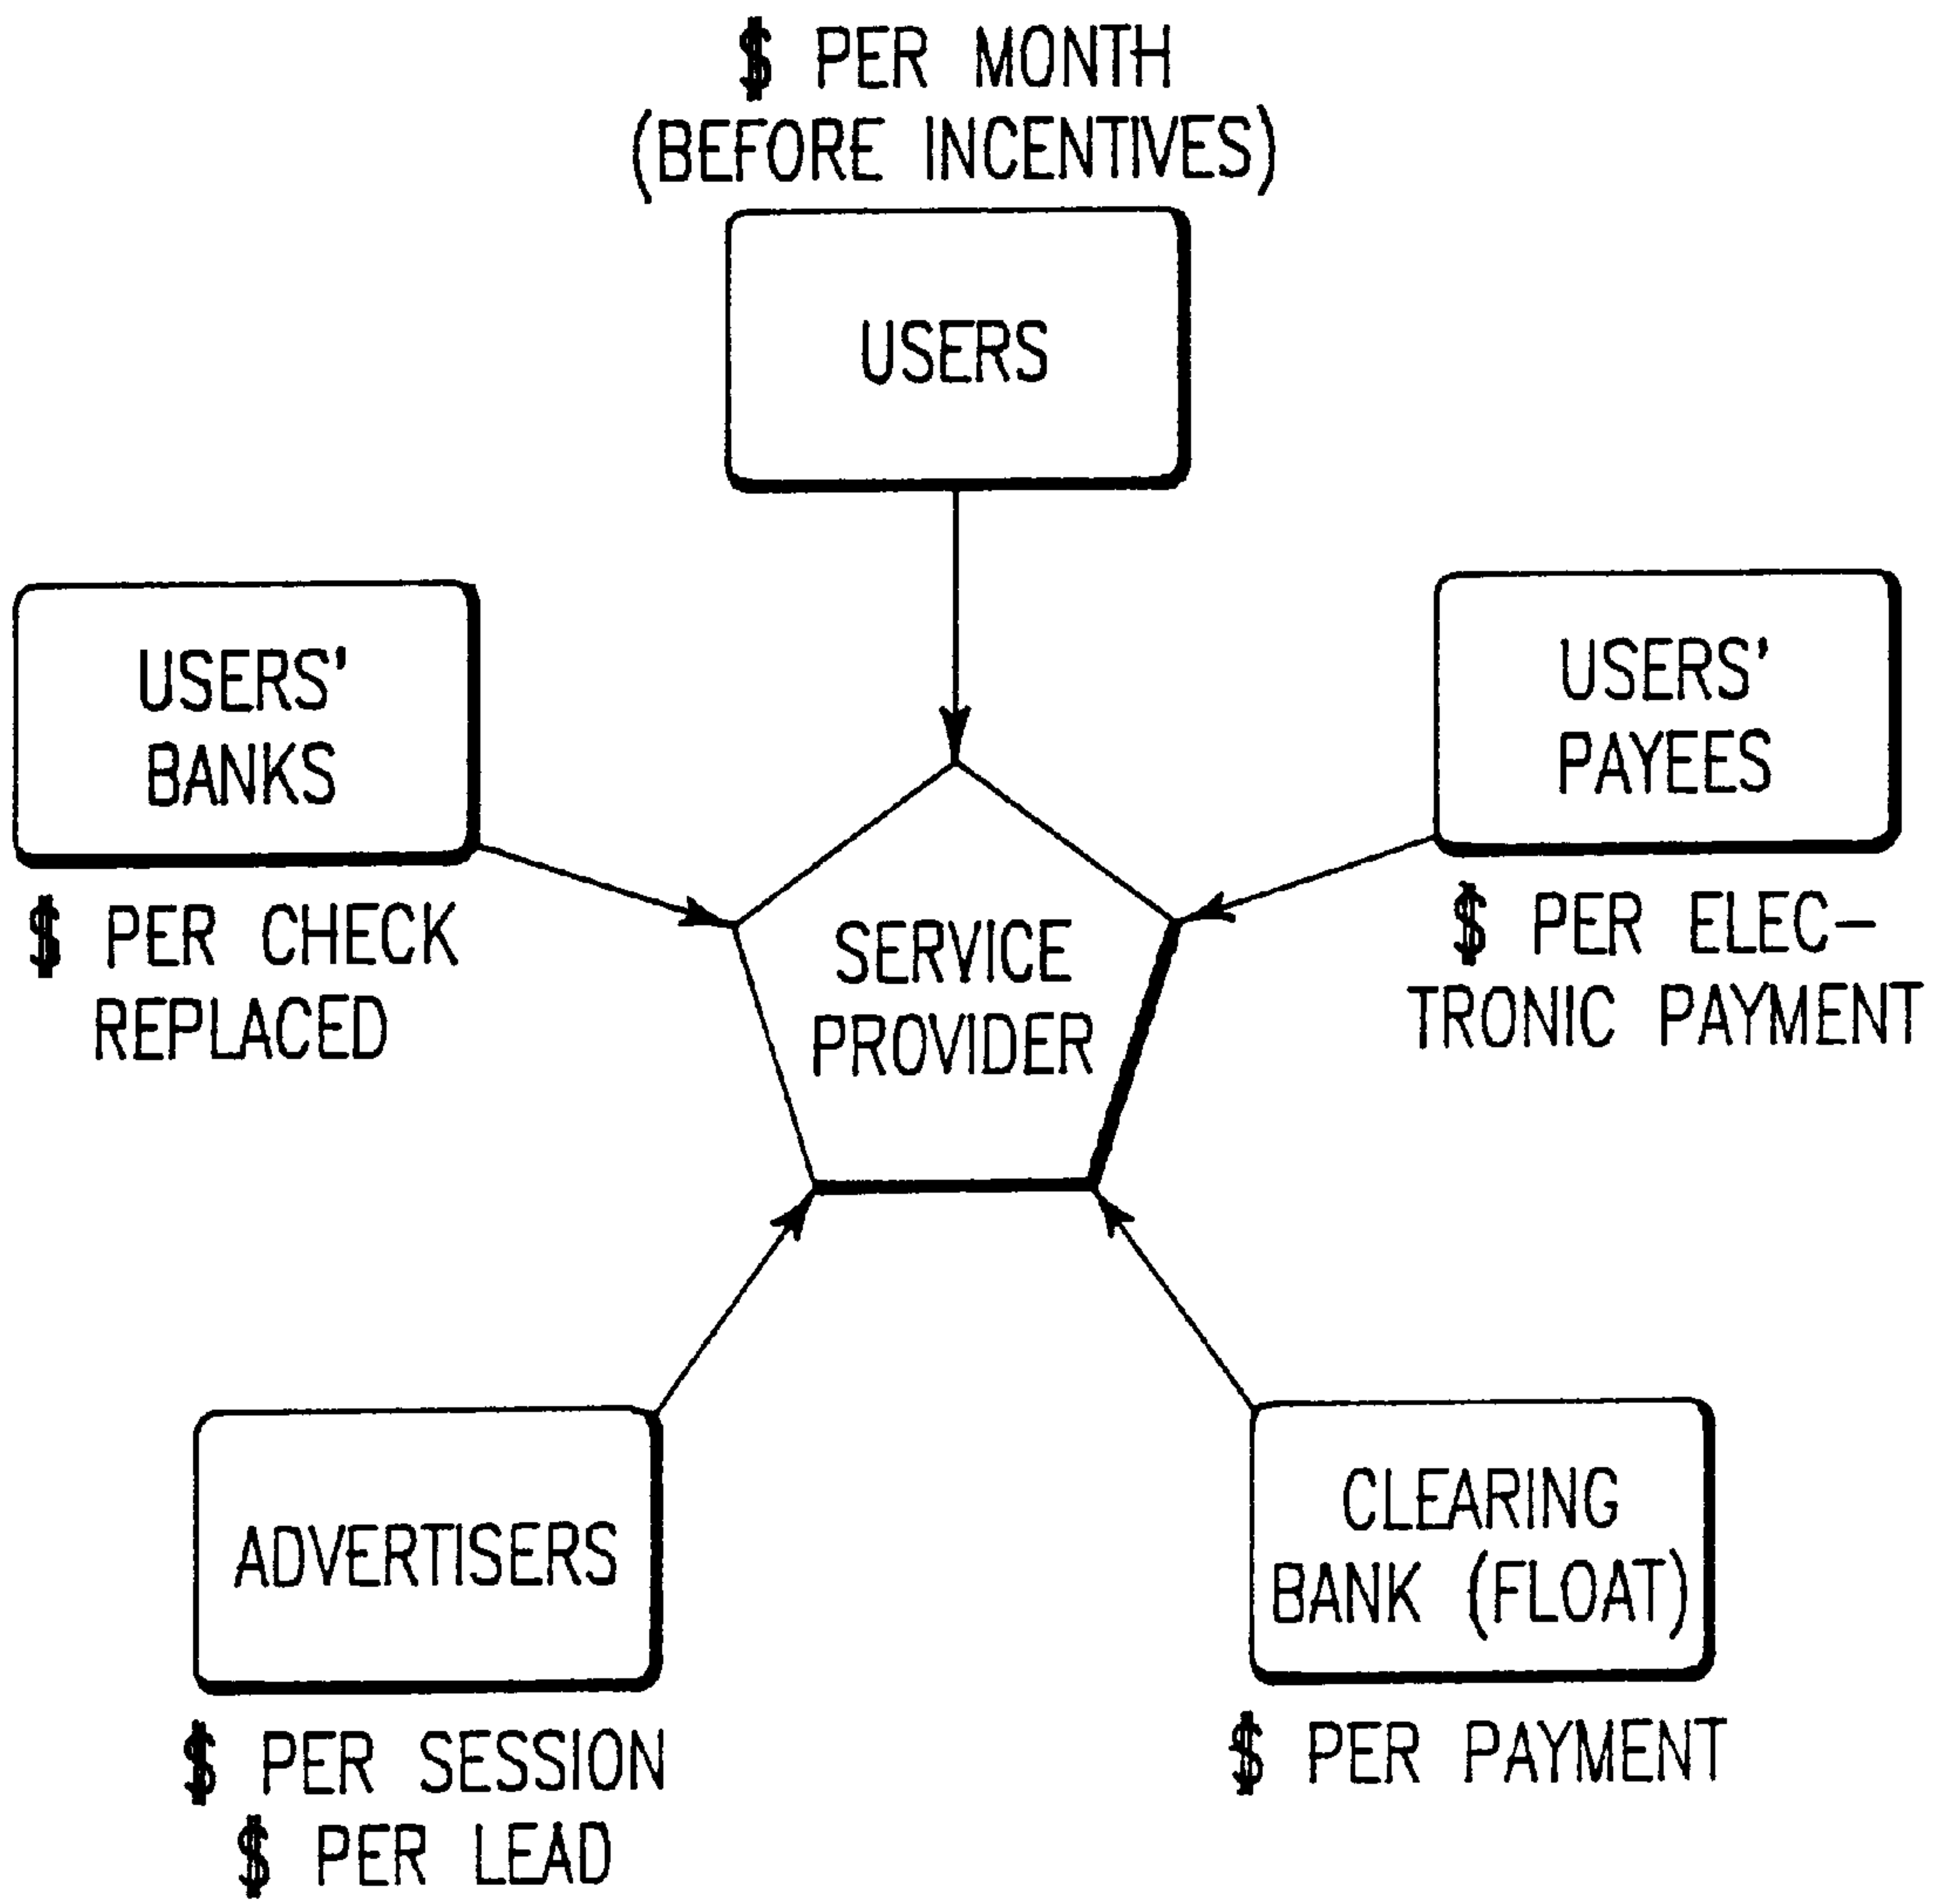 $ PER MONTH
(BEFORE INCENTIVES)
USERS
USERS'
BANKS
$ PER CHECK
REPLACED
USERS'
PAYEES
$ PER ELEC-
TRONIC PAYMENT
SERVICE
PROVIDER
ADVERTISERS
$ PER SESSION
$ PER LEAD
CLEARING
BANK (FLOAT)
$ PER PAYMENT